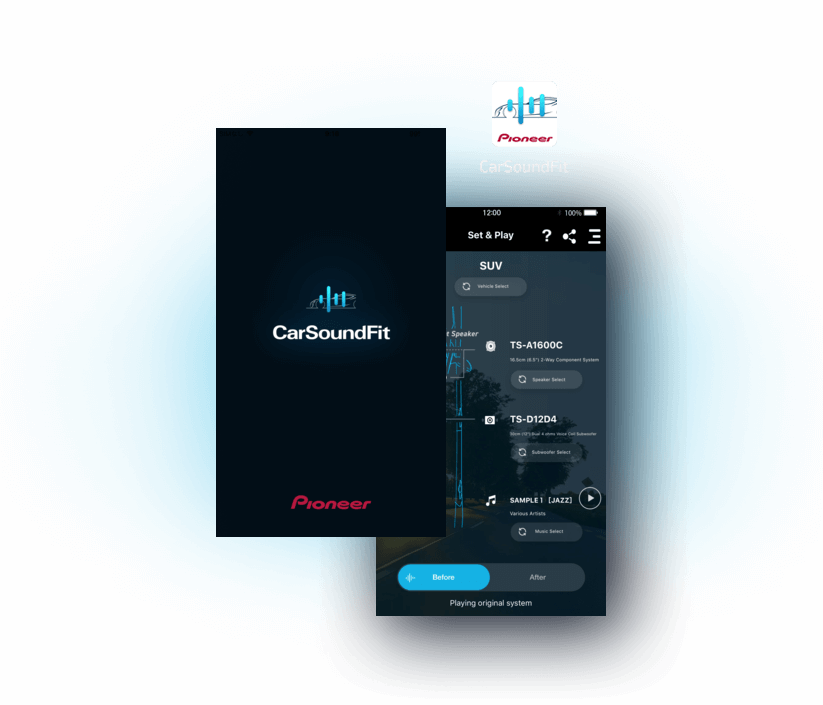 PIONEER
CarSoundFit
CarSoundFit
PIONEER
12:00
100%
Set & Play
?
SUV
Vehicle Select
t Speaker
TS-A1600C
16.5cm (6.5") 2-Way Component System
Speaker Select
TS-D12D4
30cm (12") Dual 4 ohms Voice Coil Subwoofer
Subwoofer Select
SAMPLE 1 [JAZZ]
Various Artists
Music Select
Before
After
Playing original system